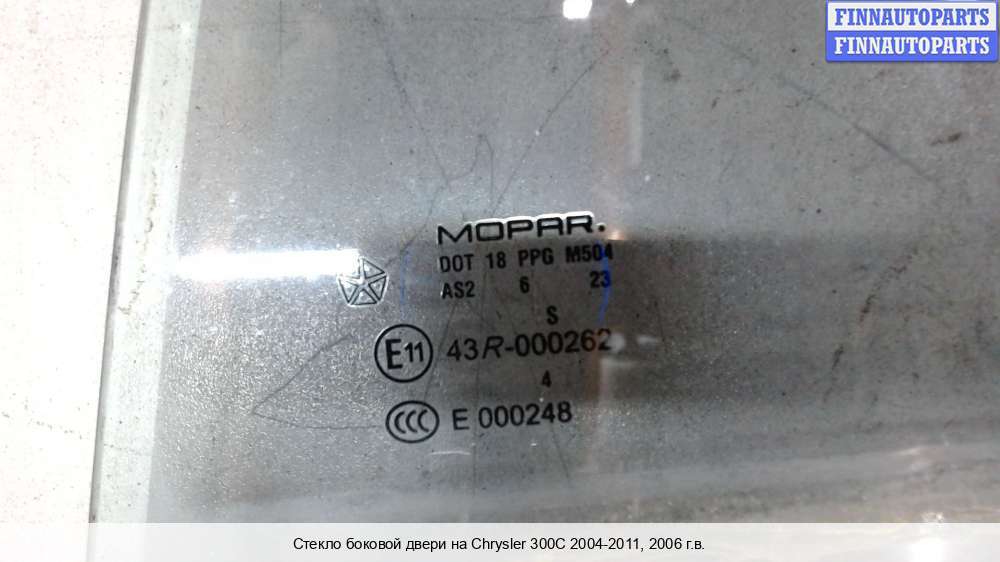 FINNAUTOPARTS
FINNAUTOPARTS
MOPAR.
DOT 18 PPG M504
AS2 6 23
S
E11 43R-000262
4
CCC E 000248
Стекло боковой двери на Chrysler 300C 2004-2011, 2006 г.в.